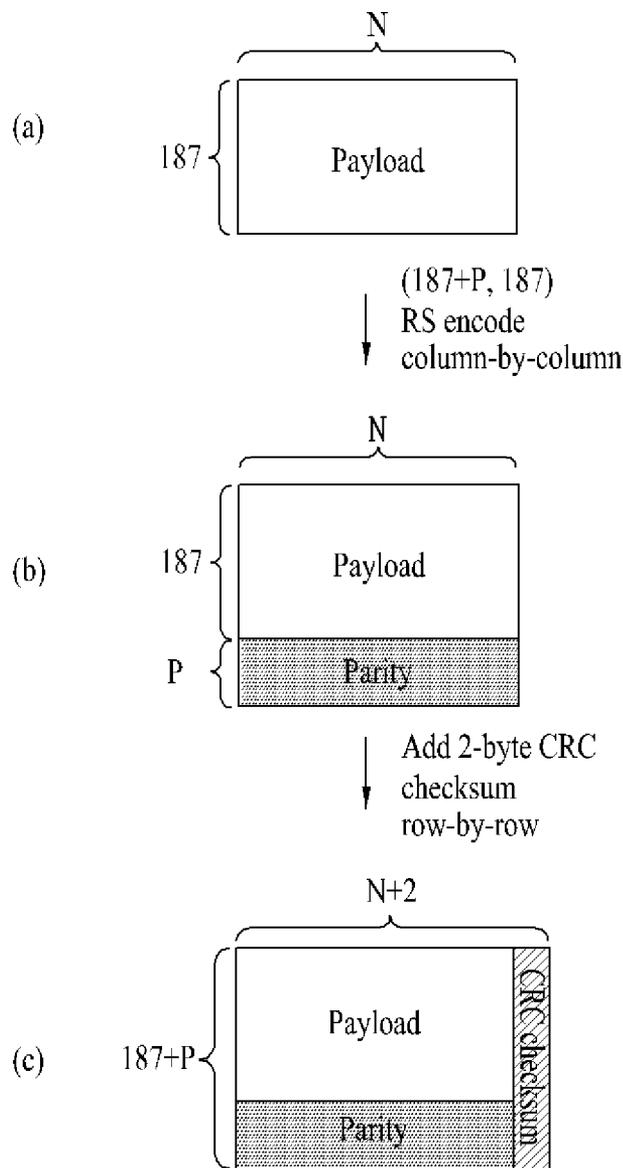 N
(a)
187
Payload
(187+P, 187)
RS encode
column-by-column
N
(b)
187
Payload
P
Parity
Add 2-byte CRC
checksum
row-by-row
N+2
(c)
187+P
Payload
CRC checksum
Parity